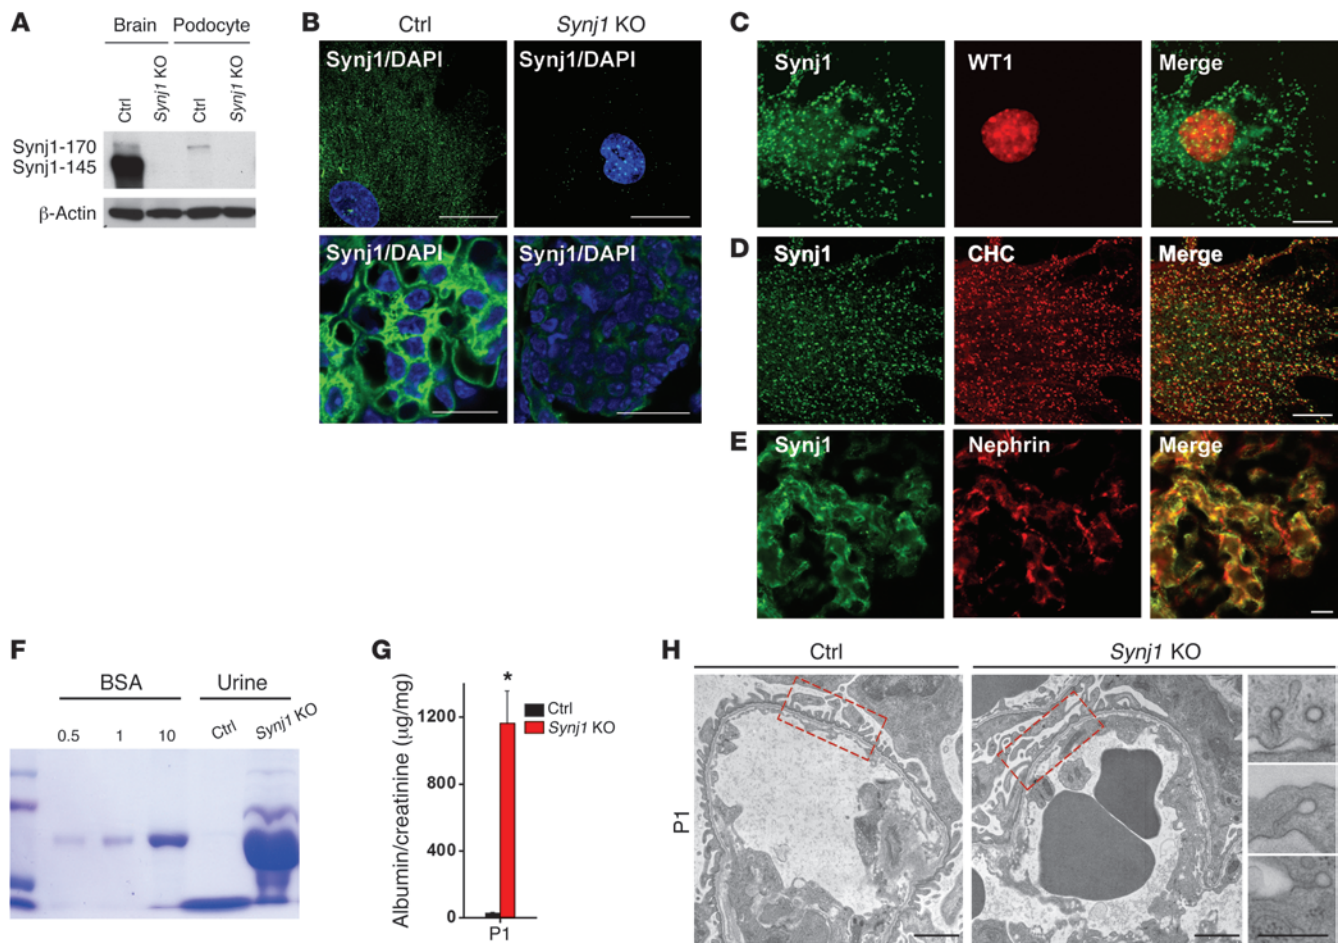 A
Brain Podocyte
Ctrl
Synj1 KO
Ctrl
Synj1 KO
Synj1-170
Synj1-145
β-Actin
B
Ctrl Synj1 KO
Synj1/DAPI Synj1/DAPI
Synj1/DAPI Synj1/DAPI
C
Synj1 WT1 Merge
D
Synj1 CHC Merge
E
Synj1 Nephrin Merge
F
BSA Urine
0.5 1 10 Ctrl Synj1 KO
G
Albumin/creatinine (μg/mg)
1200
800
400
0
*
Ctrl
Synj1 KO
P1
H
Ctrl Synj1 KO
P1